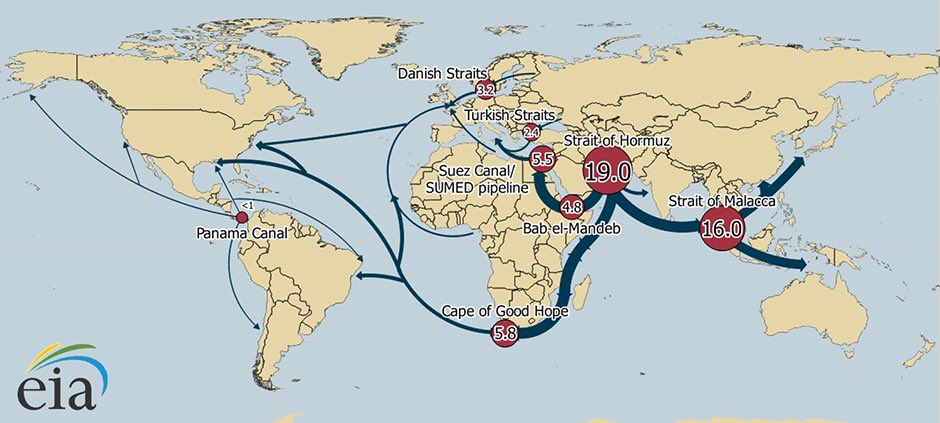 Danish Straits
3.2
Turkish Straits
2.4
Strait of Hormuz
19.0
5.5
Suez Canal/
SUMED pipeline
4.8
Bab el-Mandeb
Strait of Malacca
16.0
<1
Panama Canal
Cape of Good Hope
5.8
eia